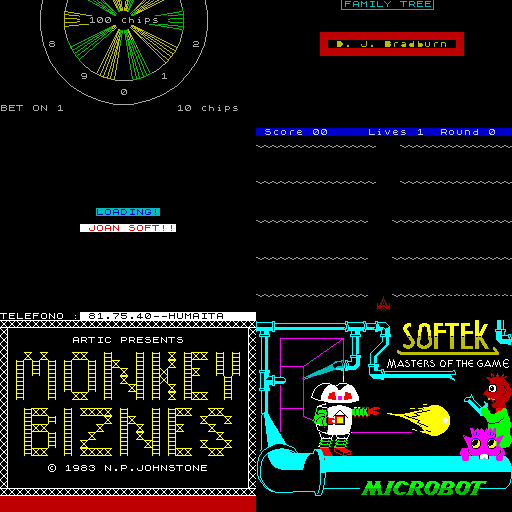 100 chips
8
2
9
1
0
BET ON 1
10 chips
LOADING!
JOAN SOFT!!
TELEFONO : 81.75.40--HUMAITA
FAMILY TREE
D. J. Bradburn
Score 00 Lives 1 Round 0
ARTIC PRESENTS
MONKEY
BIZNES
© 1983 N.P.JOHNSTONE
SOFTEK
MASTERS OF THE GAME
MICROBOT